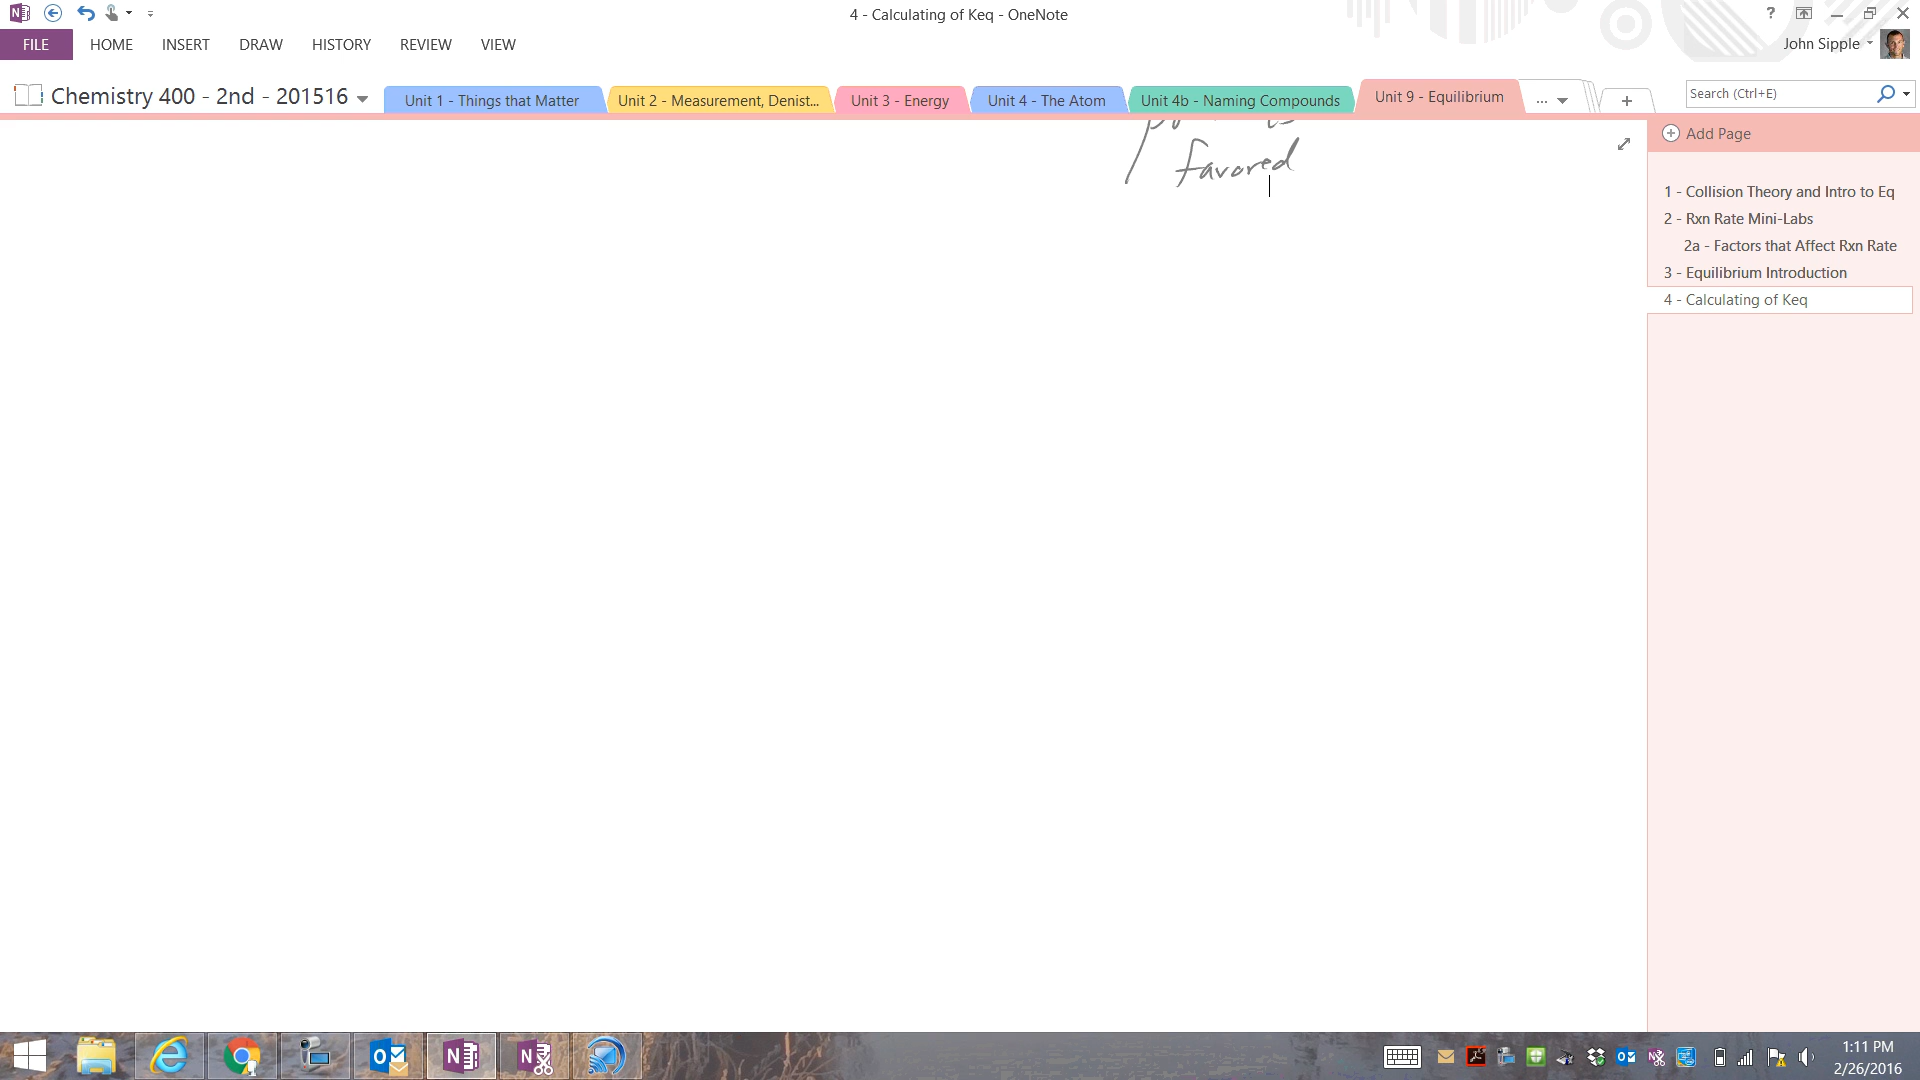 4 - Calculating of Keq - OneNote
?
FILE HOME INSERT DRAW HISTORY REVIEW VIEW
John Sipple
Chemistry 400 - 2nd - 201516
Unit 1 - Things that Matter
Unit 2 - Measurement, Denist...
Unit 3 - Energy
Unit 4 - The Atom
Unit 4b - Naming Compounds
Unit 9 - Equilibrium
...
+
Search (Ctrl+E)
favored
Add Page
1 - Collision Theory and Intro to Eq
2 - Rxn Rate Mini-Labs
2a - Factors that Affect Rxn Rate
3 - Equilibrium Introduction
4 - Calculating of Keq
1:11 PM
2/26/2016